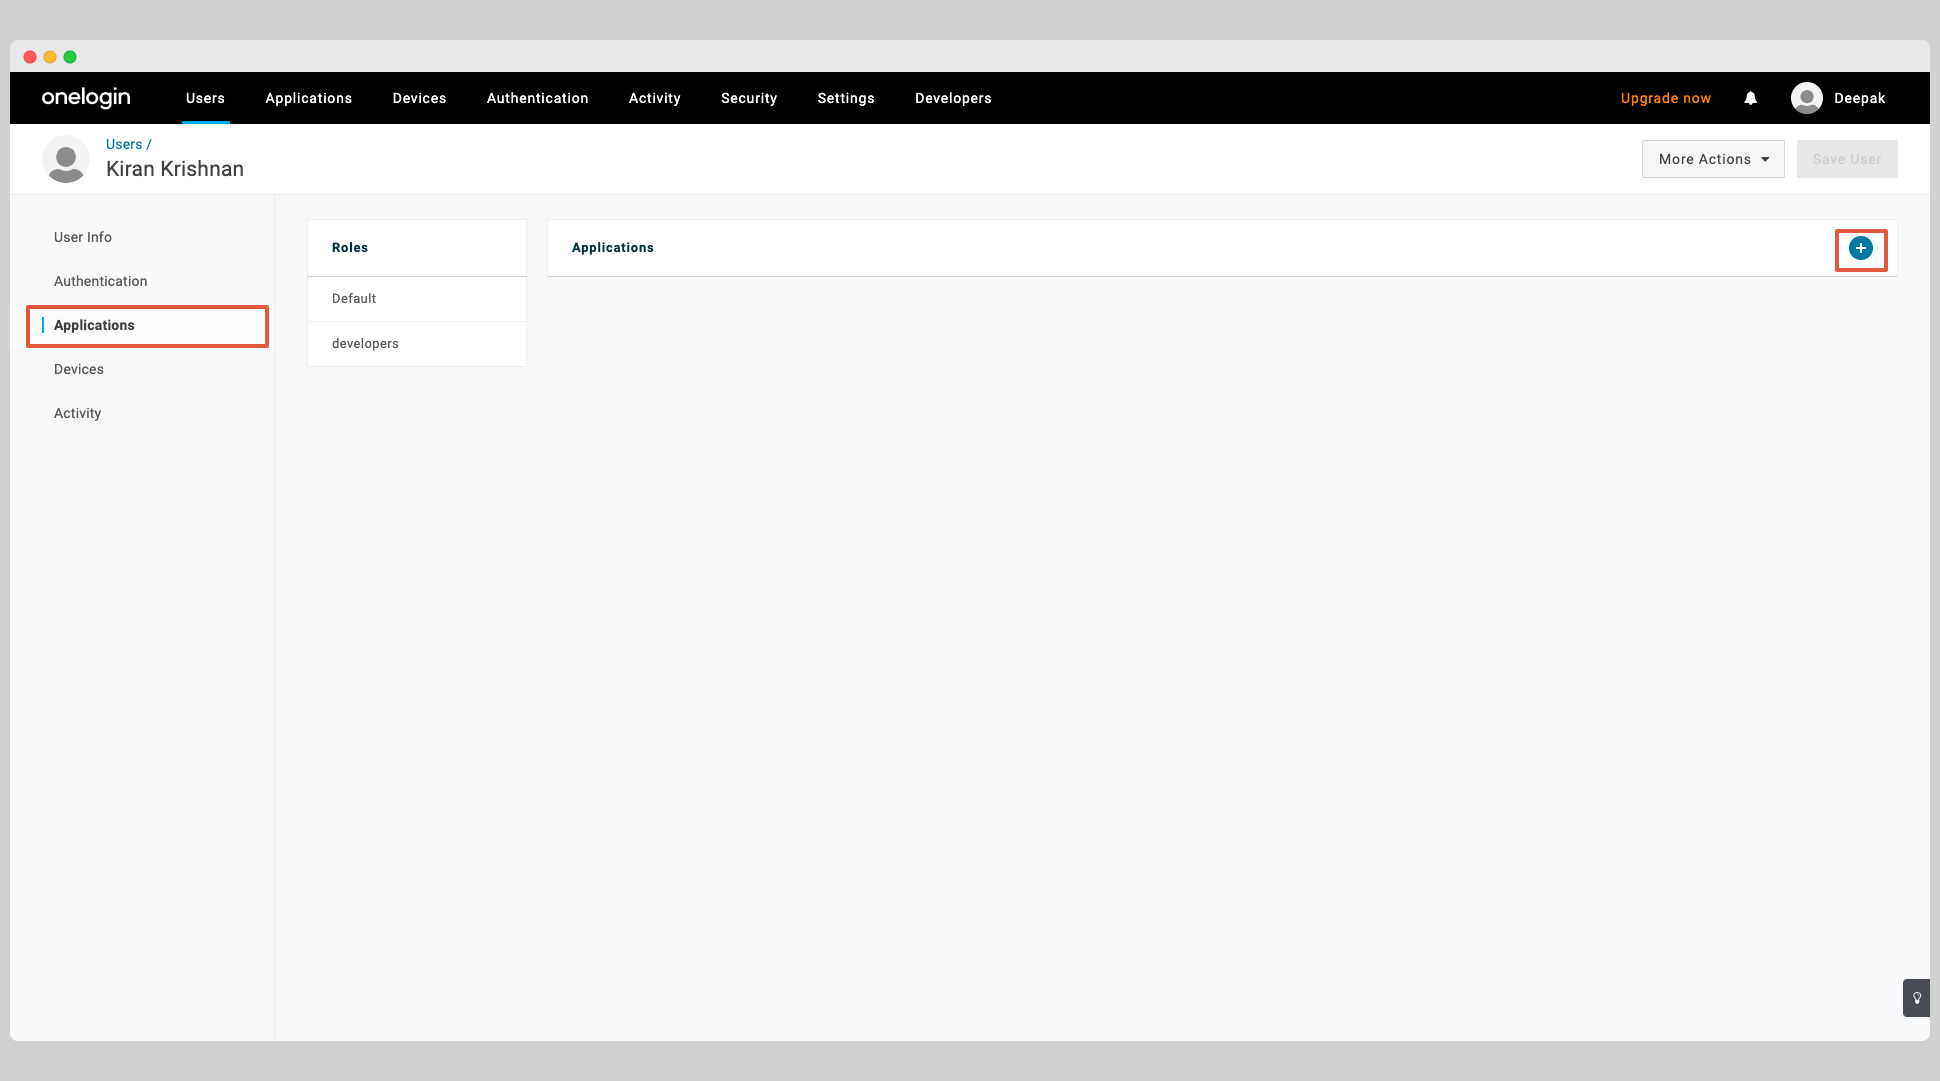 onelogin Users Applications Devices Authentication Activity Security Settings Developers Upgrade now Deepak
Users /
Kiran Krishnan
More Actions Save User
User Info
Authentication
Applications
Devices
Activity
Roles
Default
developers
Applications